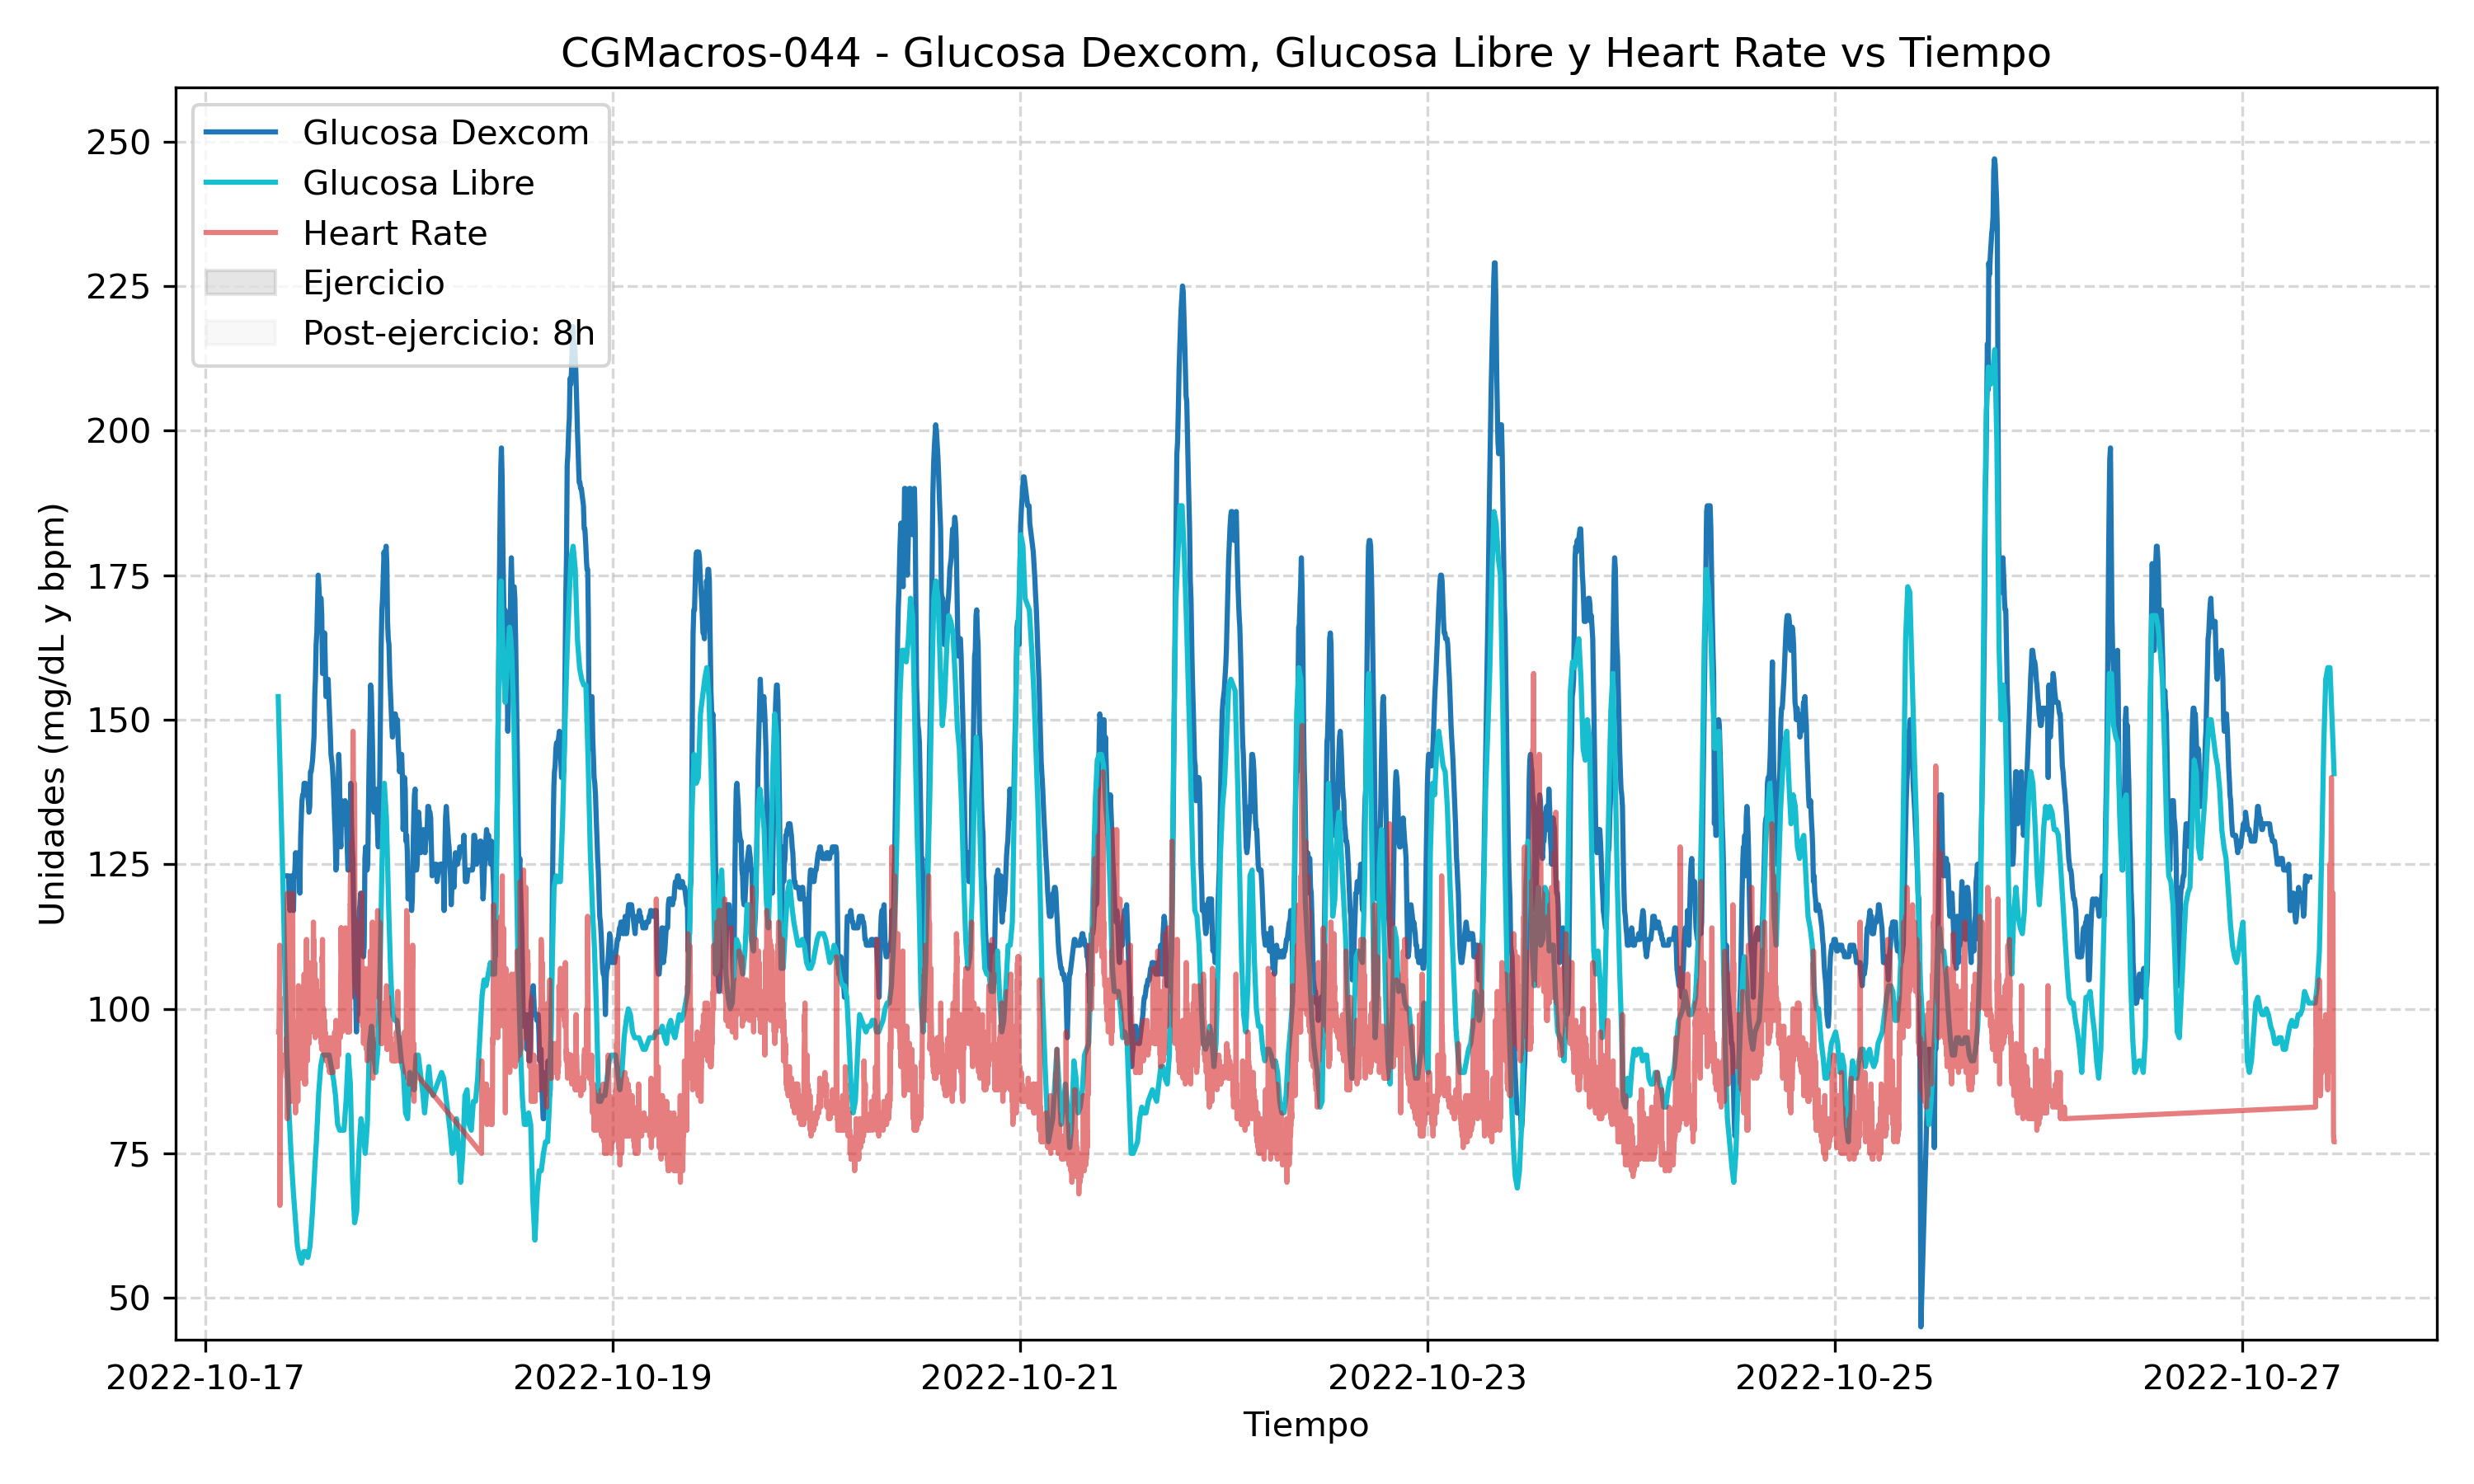 CGMacros-044 - Glucosa Dexcom, Glucosa Libre y Heart Rate vs Tiempo
Glucosa Dexcom
Glucosa Libre
Heart Rate
Ejercicio
Post-ejercicio: 8h
Unidades (mg/dL y bpm)
250
225
200
175
150
125
100
75
50
2022-10-17
2022-10-19
2022-10-21
2022-10-23
2022-10-25
2022-10-27
Tiempo